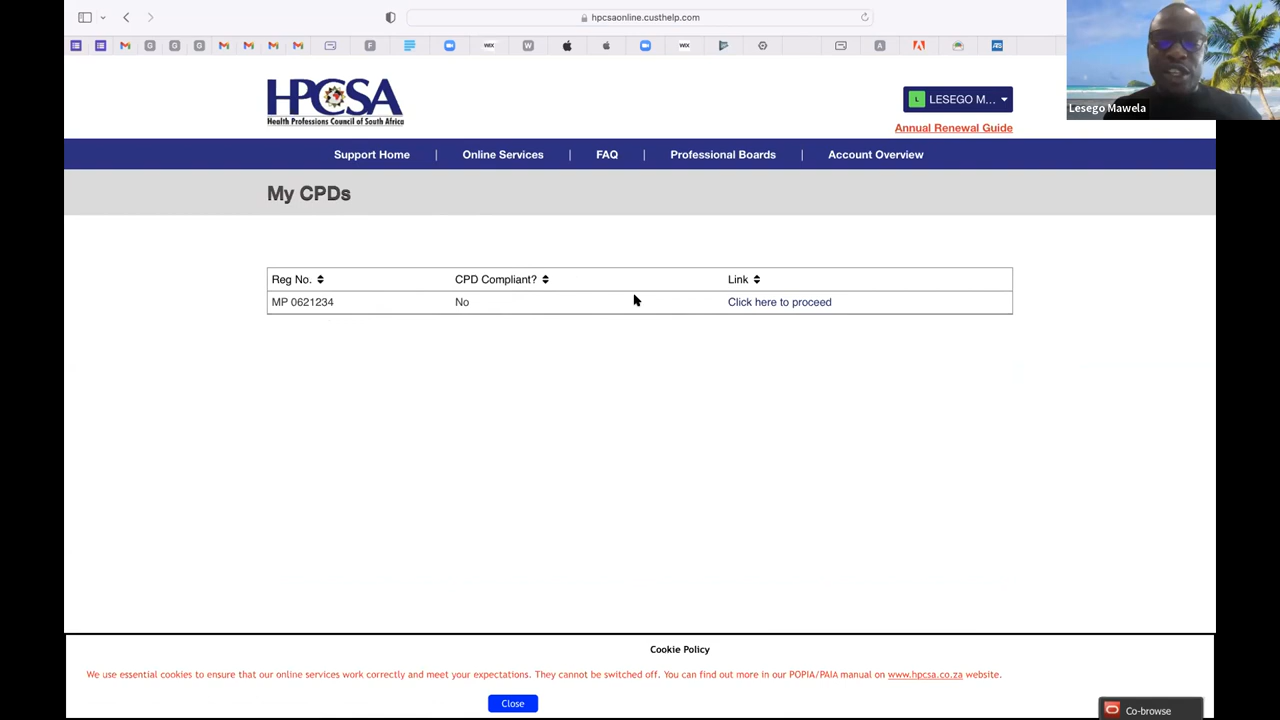 hpcsaonline.custhelp.com
HPCSA
Health Professions Council of South Africa
L LESEGO M...
Annual Renewal Guide
Lesego Mawela
Support Home | Online Services | FAQ | Professional Boards | Account Overview
My CPDs
Reg No. CPD Compliant? Link
MP 0621234 No Click here to proceed
Cookie Policy
We use essential cookies to ensure that our online services work correctly and meet your expectations. They cannot be switched off. You can find out more in our POPIA/PAIA manual on www.hpcsa.co.za website.
Close
Co-browse